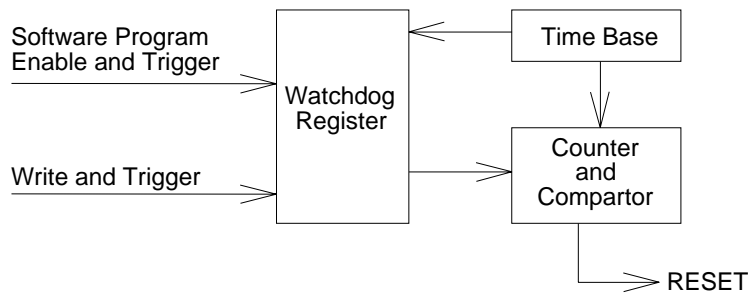 Software Program
Enable and Trigger
Write and Trigger
Watchdog
Register
Time Base
Counter
and
Compartor
RESET